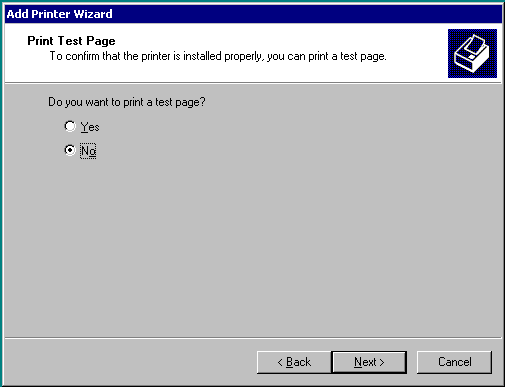 Add Printer Wizard
Print Test Page
To confirm that the printer is installed properly, you can print a test page.
Do you want to print a test page?
Yes
No
< Back
Next >
Cancel